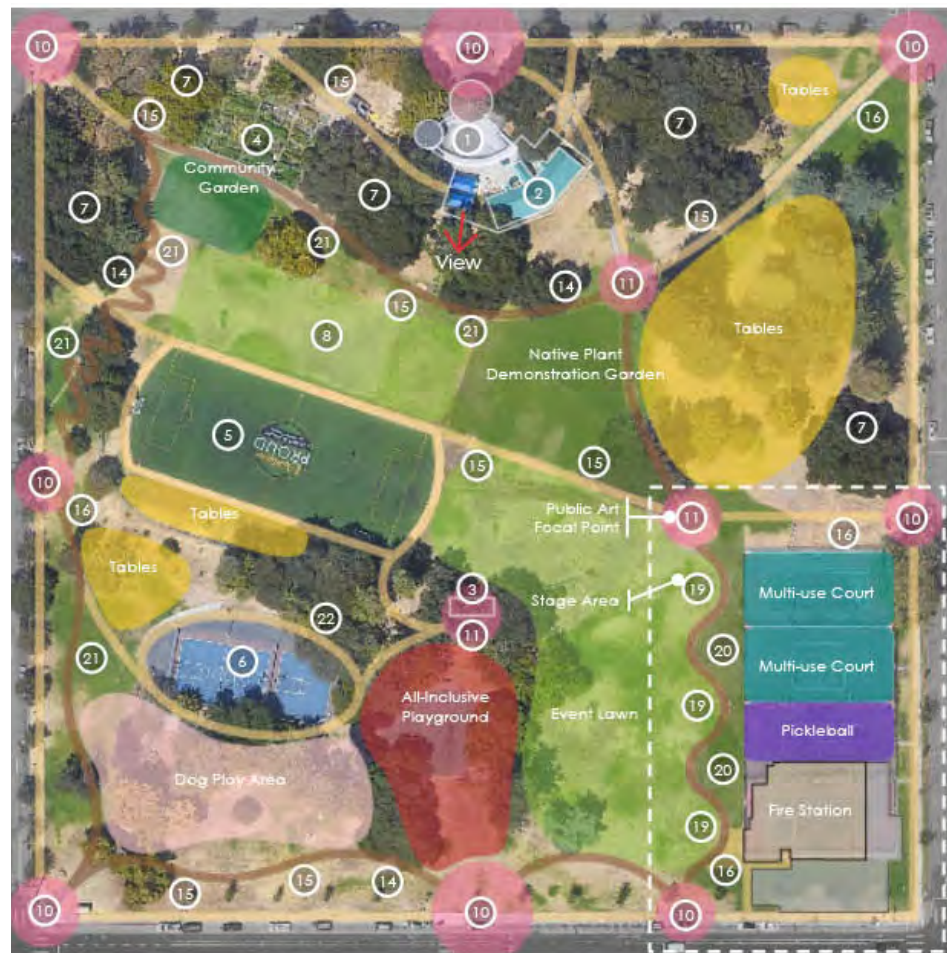 10
10
10
7
15
15
Tables
16
1
4
7
Community
Garden
2
7
7
15
View
21
21
14
14
11
15
21
8
Tables
21
Native Plant
Demonstration Garden
7
5
PROUD
15
15
10
16
Public Art
Focal Point
11
10
Tables
16
Tables
3
Stage Area
19
Multi-use Court
22
11
20
21
6
Multi-use Court
All-Inclusive
Playground
19
Event Lawn
Pickleball
Dog Play Area
20
Fire Station
19
16
15
15
14
10
10
10